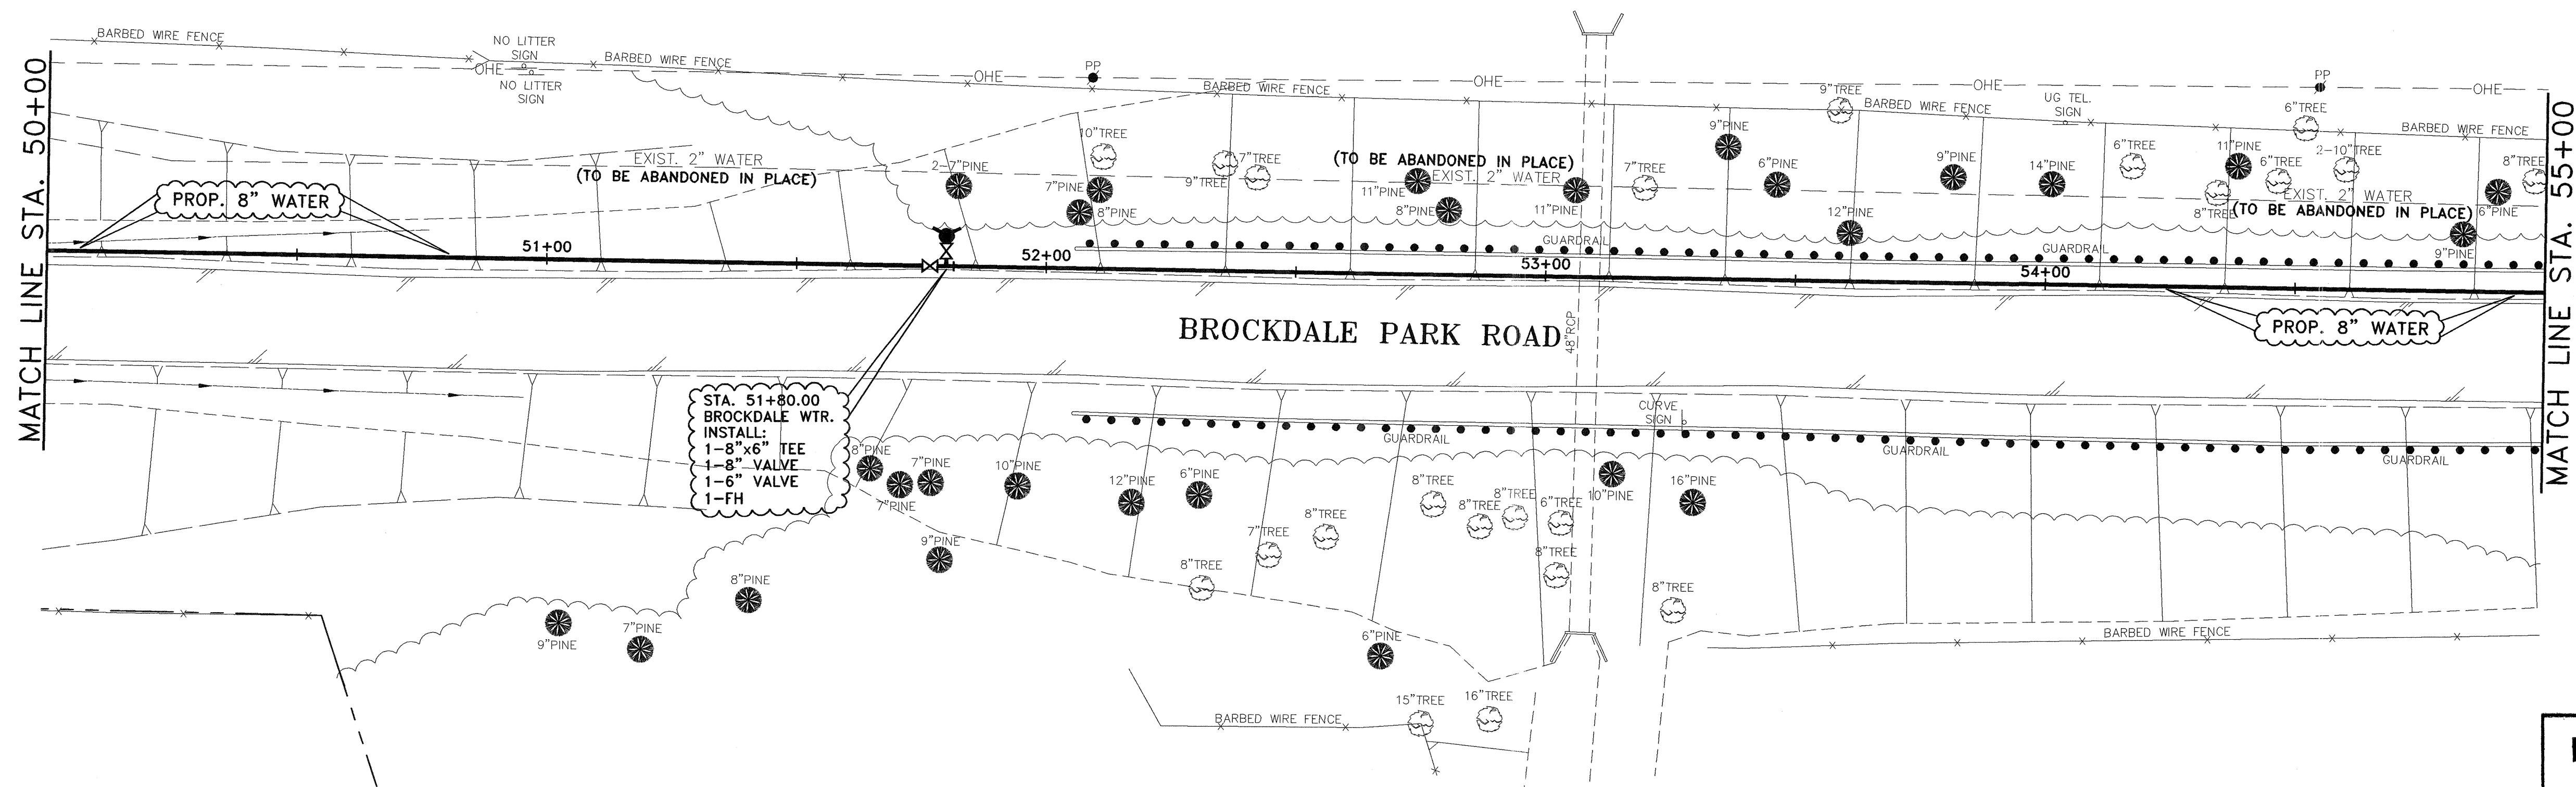 MATCH LINE STA. 50+00
BARBED WIRE FENCE
NO LITTER
SIGN
OHE
NO LITTER
SIGN
BARBED WIRE FENCE
OHE
PP
BARBED WIRE FENCE
OHE
9"TREE
BARBED WIRE FENCE
OHE
UG TEL.
SIGN
PP
6"TREE
OHE
BARBED WIRE FENCE
MATCH LINE STA. 55+00
EXIST. 2" WATER
(TO BE ABANDONED IN PLACE)
PROP. 8" WATER
2-7"PINE
10"TREE
7"PINE
8"PINE
9"TREE
7"TREE
(TO BE ABANDONED IN PLACE)
EXIST. 2" WATER
11"PINE
8"PINE
11"PINE
7"TREE
9"PINE
6"PINE
12"PINE
9"PINE
14"PINE
6"TREE
11"PINE
6"TREE
2-10"TREE
8"TREE
EXIST. 2" WATER
8"TREE
(TO BE ABANDONED IN PLACE)
6"PINE
9"PINE
GUARDRAIL
GUARDRAIL
51+00
52+00
53+00
54+00
BROCKDALE PARK ROAD
48"RCP
PROP. 8" WATER
STA. 51+80.00
BROCKDALE WTR.
INSTALL:
1-8"x6" TEE
1-8" VALVE
1-6" VALVE
1-FH
CURVE
SIGN
GUARDRAIL
GUARDRAIL
GUARDRAIL
8"PINE
7"PINE
7"PINE
10"PINE
12"PINE
6"PINE
8"TREE
8"TREE
8"TREE
6"TREE
10"PINE
16"PINE
9"PINE
7"TREE
8"TREE
8"TREE
8"TREE
8"TREE
8"PINE
9"PINE
7"PINE
6"PINE
BARBED WIRE FENCE
15"TREE
16"TREE
BARBED WIRE FENCE